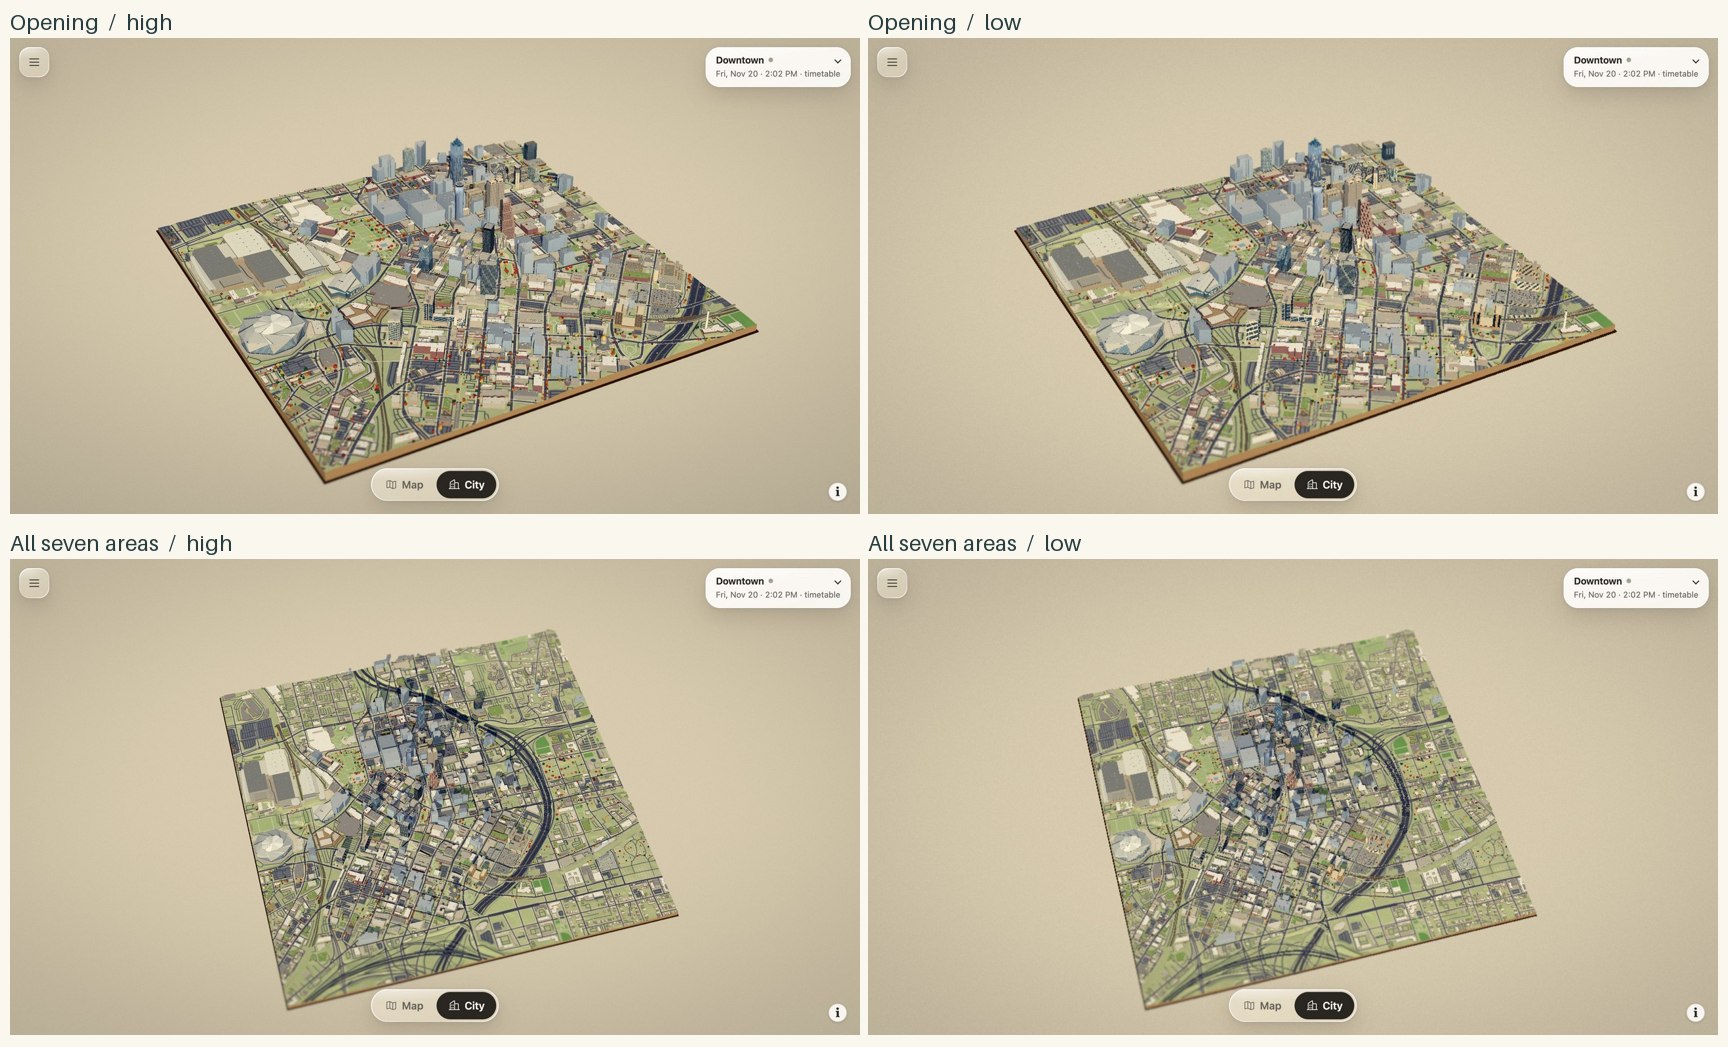 Opening / high
Downtown
Fri, Nov 20 · 2:02 PM · timetable
Map
City
i
Opening / low
Downtown
Fri, Nov 20 · 2:02 PM · timetable
Map
City
i
All seven areas / high
Downtown
Fri, Nov 20 · 2:02 PM · timetable
Map
City
i
All seven areas / low
Downtown
Fri, Nov 20 · 2:02 PM · timetable
Map
City
i